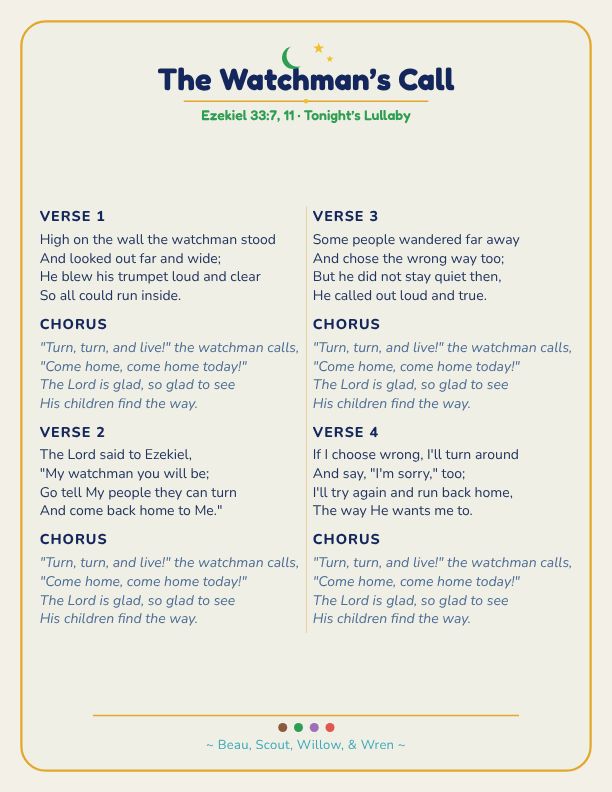 The Watchman's Call
Ezekiel 33:7, 11 · Tonight's Lullaby
VERSE 1
High on the wall the watchman stood
And looked out far and wide;
He blew his trumpet loud and clear
So all could run inside.
CHORUS
"Turn, turn, and live!" the watchman calls,
"Come home, come home today!"
The Lord is glad, so glad to see
His children find the way.
VERSE 2
The Lord said to Ezekiel,
"My watchman you will be;
Go tell My people they can turn
And come back home to Me."
CHORUS
"Turn, turn, and live!" the watchman calls,
"Come home, come home today!"
The Lord is glad, so glad to see
His children find the way.
VERSE 3
Some people wandered far away
And chose the wrong way too;
But he did not stay quiet then,
He called out loud and true.
CHORUS
"Turn, turn, and live!" the watchman calls,
"Come home, come home today!"
The Lord is glad, so glad to see
His children find the way.
VERSE 4
If I choose wrong, I'll turn around
And say, "I'm sorry," too;
I'll try again and run back home,
The way He wants me to.
CHORUS
"Turn, turn, and live!" the watchman calls,
"Come home, come home today!"
The Lord is glad, so glad to see
His children find the way.
~ Beau, Scout, Willow, & Wren ~